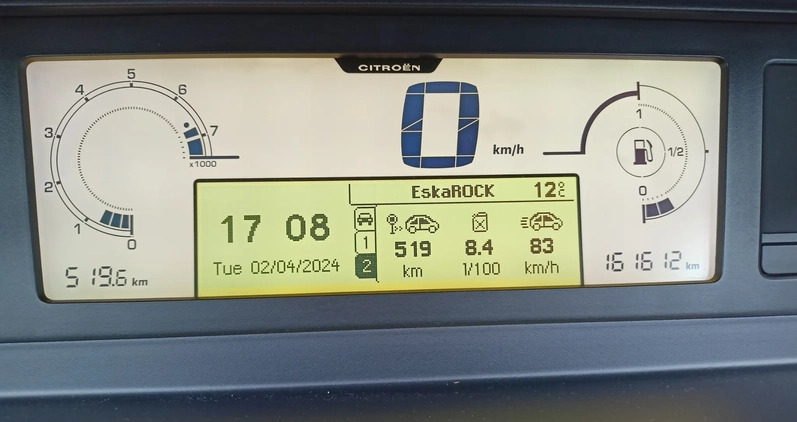 CITROËN
5
4
6
3
7
x1000
2
1
0
519.6 km
0 km/h
1
1/2
0
161612 km
EskaROCK 12°C
17 08
Tue 02/04/2024
1
2
519 8.4 83
km l/100 km/h